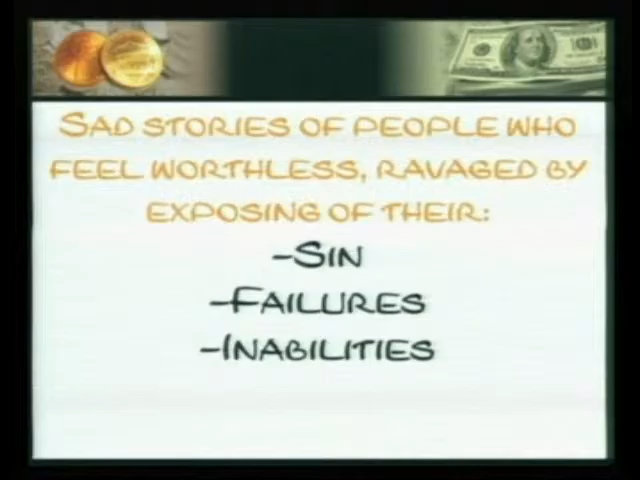 SAD STORIES OF PEOPLE WHO
FEEL WORTHLESS, RAVAGED BY
EXPOSING OF THEIR:
-SIN
-FAILURES
-INABILITIES